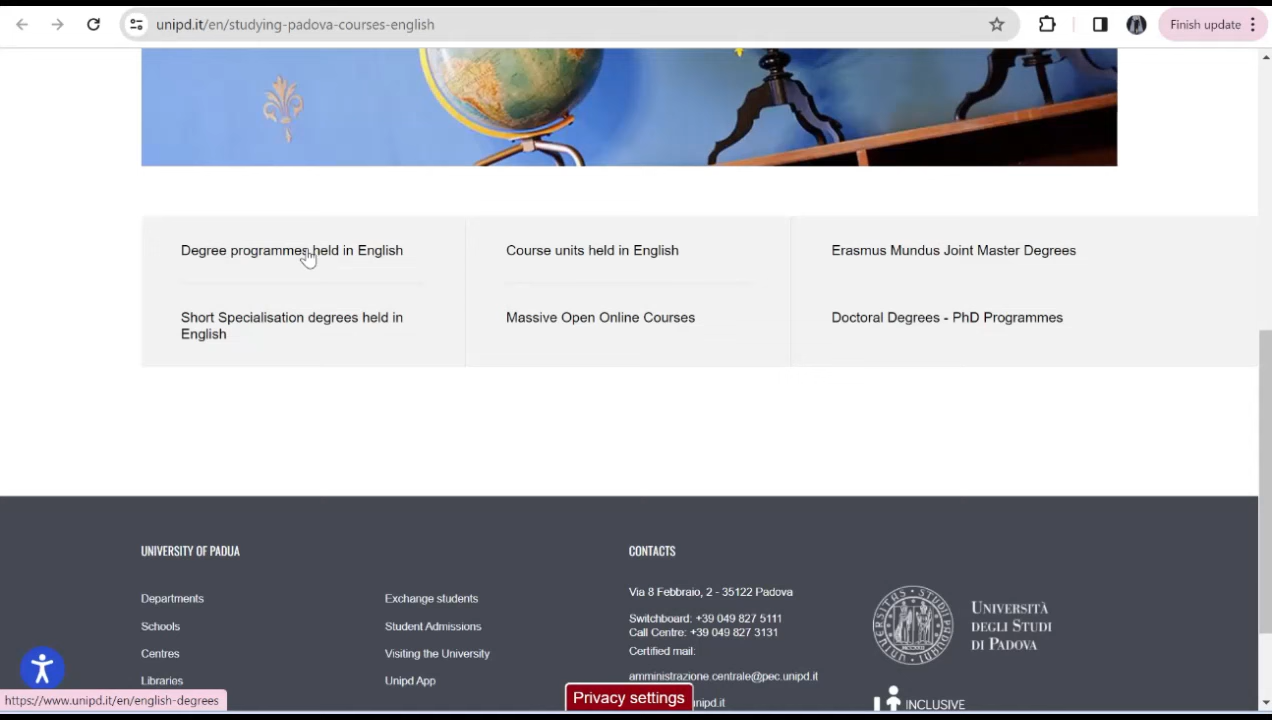 unipd.it/en/studying-padova-courses-english
Finish update
Degree programmes held in English
Course units held in English
Erasmus Mundus Joint Master Degrees
Short Specialisation degrees held in
English
Massive Open Online Courses
Doctoral Degrees - PhD Programmes
UNIVERSITY OF PADUA
CONTACTS
Departments
Exchange students
Via 8 Febbraio, 2 - 35122 Padova
Schools
Student Admissions
Switchboard: +39 049 827 5111
Call Centre: +39 049 827 3131
Centres
Visiting the University
Certified mail:
Libraries
Unipd App
amministrazione.centrale@pec.unipd.it
UNIVERSITÀ
DEGLI STUDI
DI PADOVA
https://www.unipd.it/en/english-degrees
Privacy settings
nipd.it
INCLUSIVE